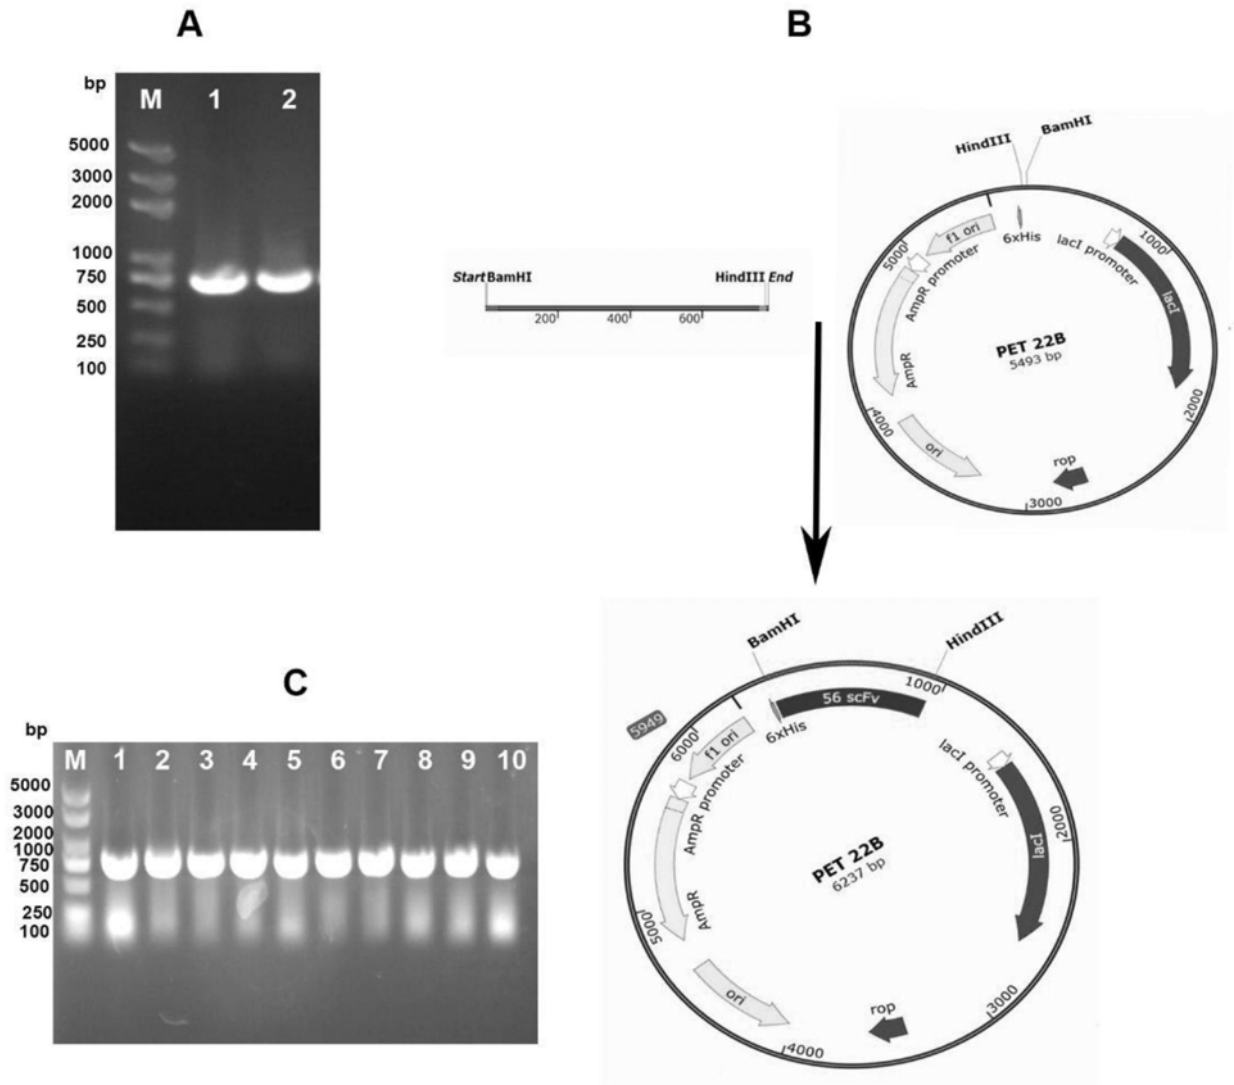 A
bp
M 1 2
5000
3000
2000
1000
750
500
250
100
B
Start BamHI HindIII End
200 400 600
HindIII BamHI
f1 ori
6xHis
lacI promoter
1000
5000
AmpR promoter
lacI
AmpR
PET 22B
5493 bp
2000
4000
ori
rop
3000
C
bp
M 1 2 3 4 5 6 7 8 9 10
5000
3000
2000
1000
750
500
250
100
BamHI HindIII
1000
56 scFv
5949
6000
f1 ori
6xHis
lacI promoter
AmpR promoter
2000
lacI
PET 22B
6237 bp
AmpR
5000
ori
3000
rop
4000